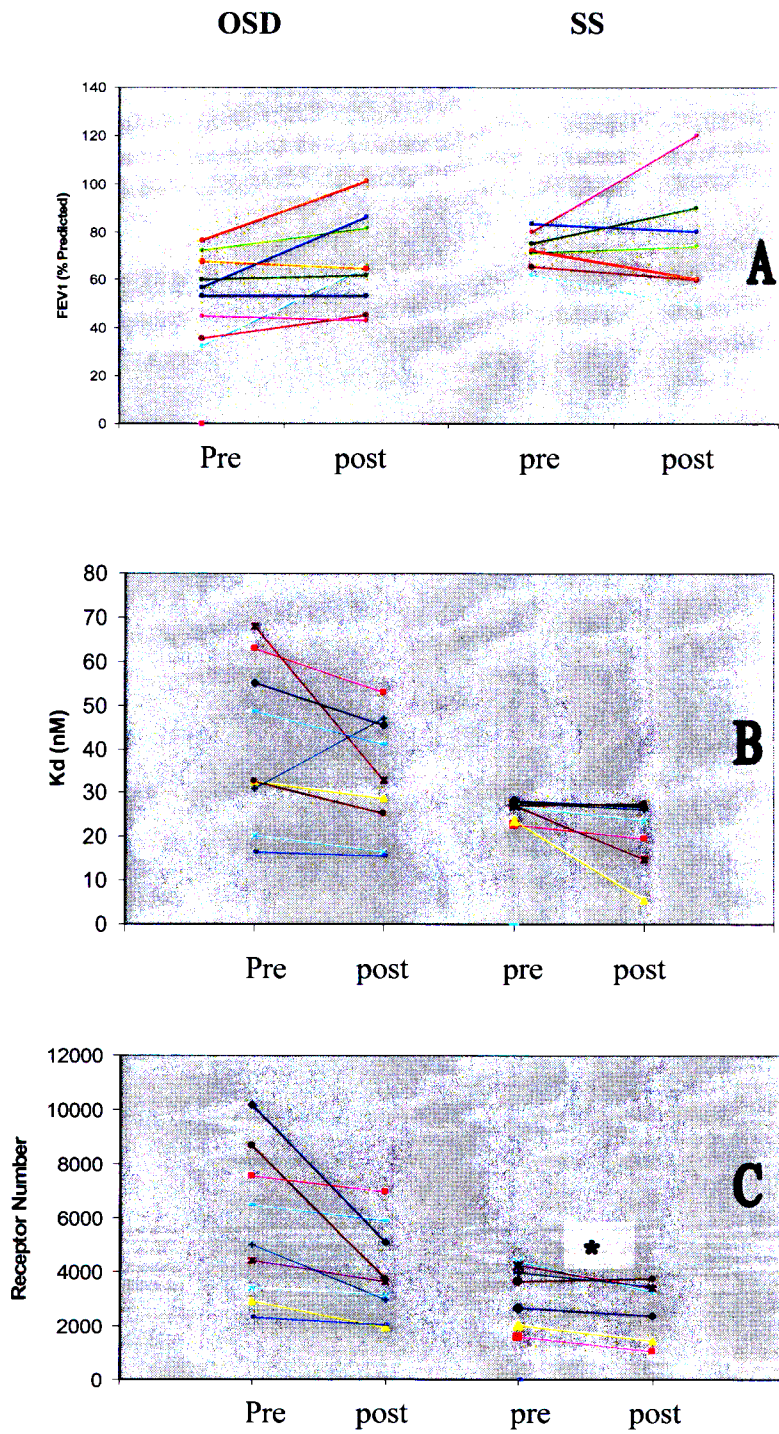 OSD SS
140
120
100
80
60
40
20
0
FEV1 (% Predicted)
A
Pre post pre post
80
70
60
50
40
30
20
10
0
Kd (nM)
B
Pre post pre post
12000
10000
8000
6000
4000
2000
0
Receptor Number
*
C
Pre post pre post